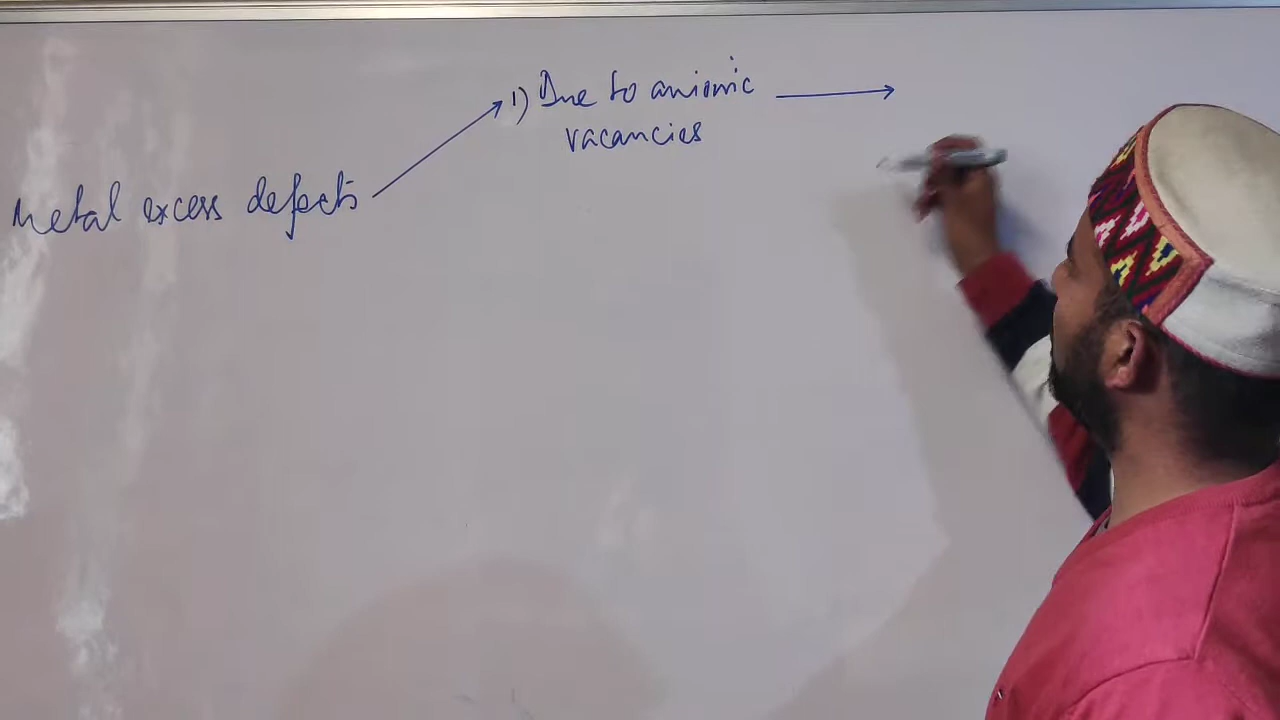 1) Due to anionic
vacancies
Metal excess defects